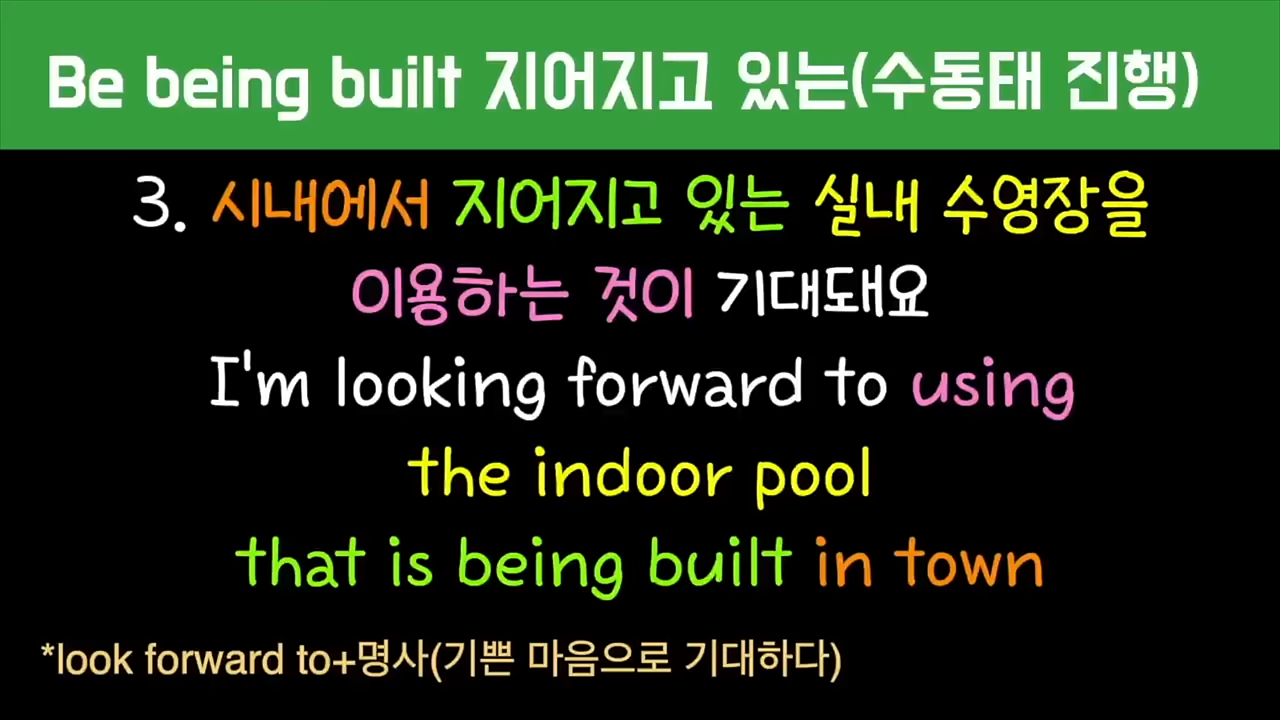 Be being built 지어지고 있는(수동태 진행)
3. 시내에서 지어지고 있는 실내 수영장을
이용하는 것이 기대돼요
I'm looking forward to using
the indoor pool
that is being built in town
*look forward to+명사(기쁜 마음으로 기대하다)